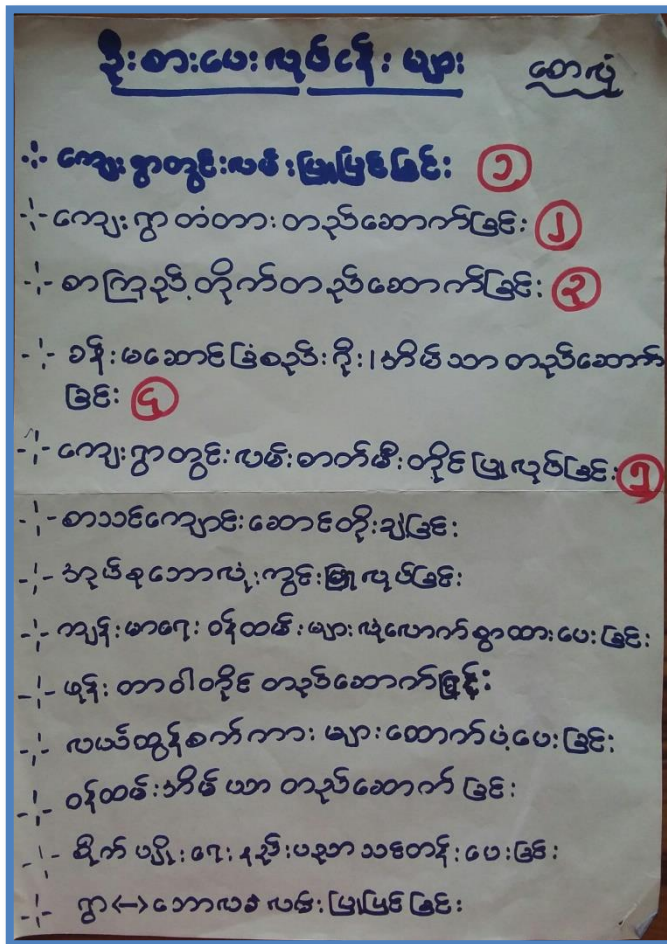 ဦးစားပေးလုပ်ငန်းများ တေလုံ
ကျေးရွာတွင်းလမ်းပြုပြင်ခြင်း ၁
ကျေးရွာတံတားတည်ဆောက်ခြင်း ၂
စာကြည့်တိုက်တည်ဆောက်ခြင်း ၃
ခန်းမဆောင်ခြံစည်းရိုး၊အိမ်သာတည်ဆောက်
ခြင်း ၄
ကျေးရွာတွင်းလမ်းဓာတ်မီးတိုင်ပြုလုပ်ခြင်း ၅
စာသင်ကျောင်းဆောင်တိုးချဲ့ခြင်း
ဘောလုံးကွင်းပြုလုပ်ခြင်း
ကျန်းမာရေးဝန်ထမ်းများလုံလောက်စွာထားပေးခြင်း
ဖုန်းတာဝါတိုင်တည်ဆောက်ခြင်း
လယ်ထွန်စက်ကားများထောက်ပံ့ပေးခြင်း
ဝန်ထမ်းအိမ်ယာတည်ဆောက်ခြင်း
စိုက်ပျိုးရေးနည်းပညာသင်တန်းပေးခြင်း
ရွာ<->ဘောလခဲလမ်းပြုပြင်ခြင်း